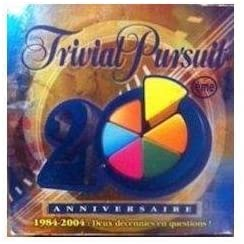 Trivial Pursuit
20ème
ANNIVERSAIRE
1984-2004 : Deux décennies en questions !